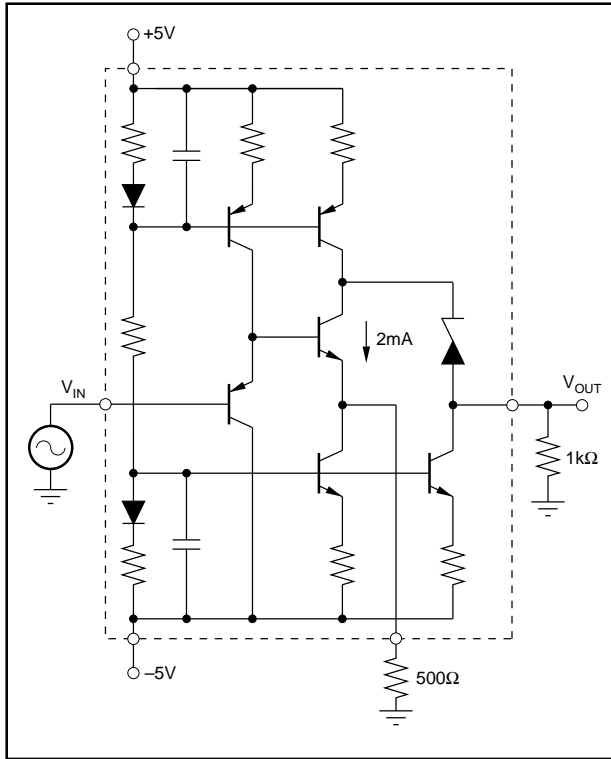 +5V
2mA
V_IN
V_OUT
1kΩ
–5V
500Ω